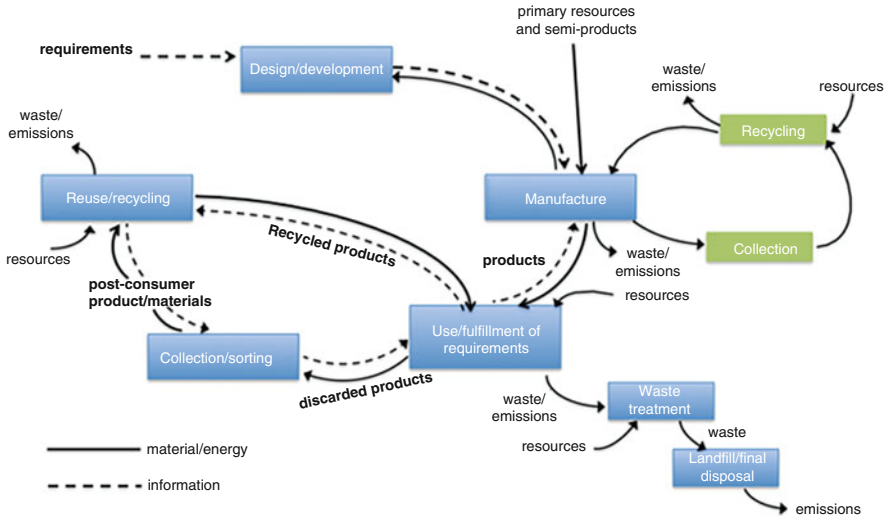 primary resources
and semi-products
requirements
Design/development
waste/
emissions
resources
Recycling
waste/
emissions
Reuse/recycling
Manufacture
Recycled products
products
waste/
emissions
Collection
resources
post-consumer
product/materials
resources
Use/fulfillment of
requirements
Collection/sorting
discarded products
waste/
emissions
Waste
treatment
resources
waste
Landfill/final
disposal
emissions
material/energy
information